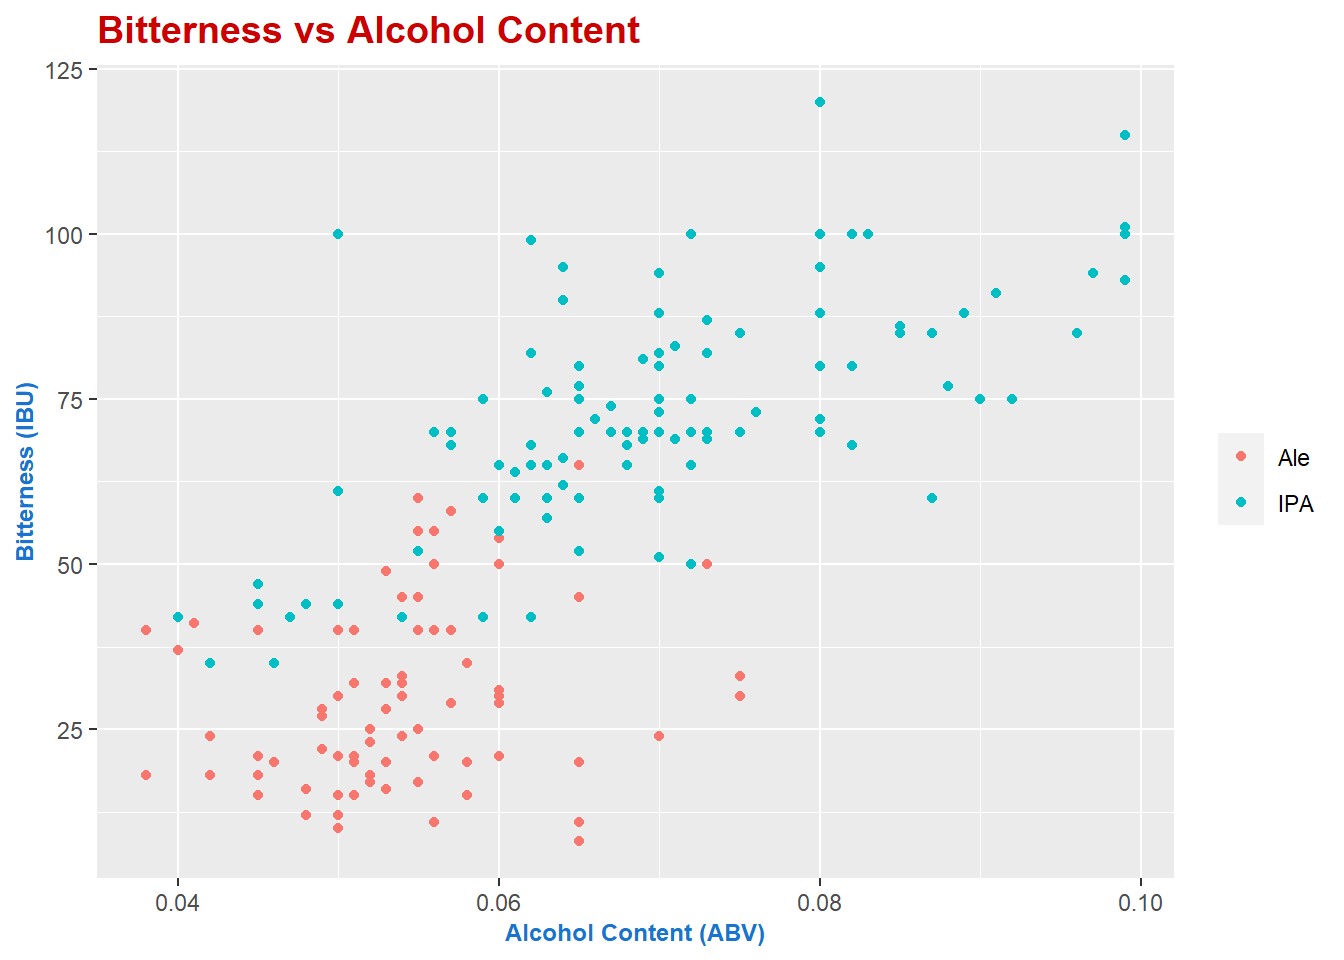 Bitterness vs Alcohol Content
125
100
75
50
25
Bitterness (IBU)
0.04 0.06 0.08 0.10
Alcohol Content (ABV)
Ale
IPA